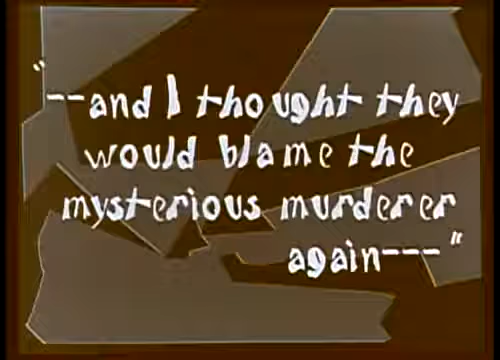 "--and I thought they
would blame the
mysterious murderer
again---"